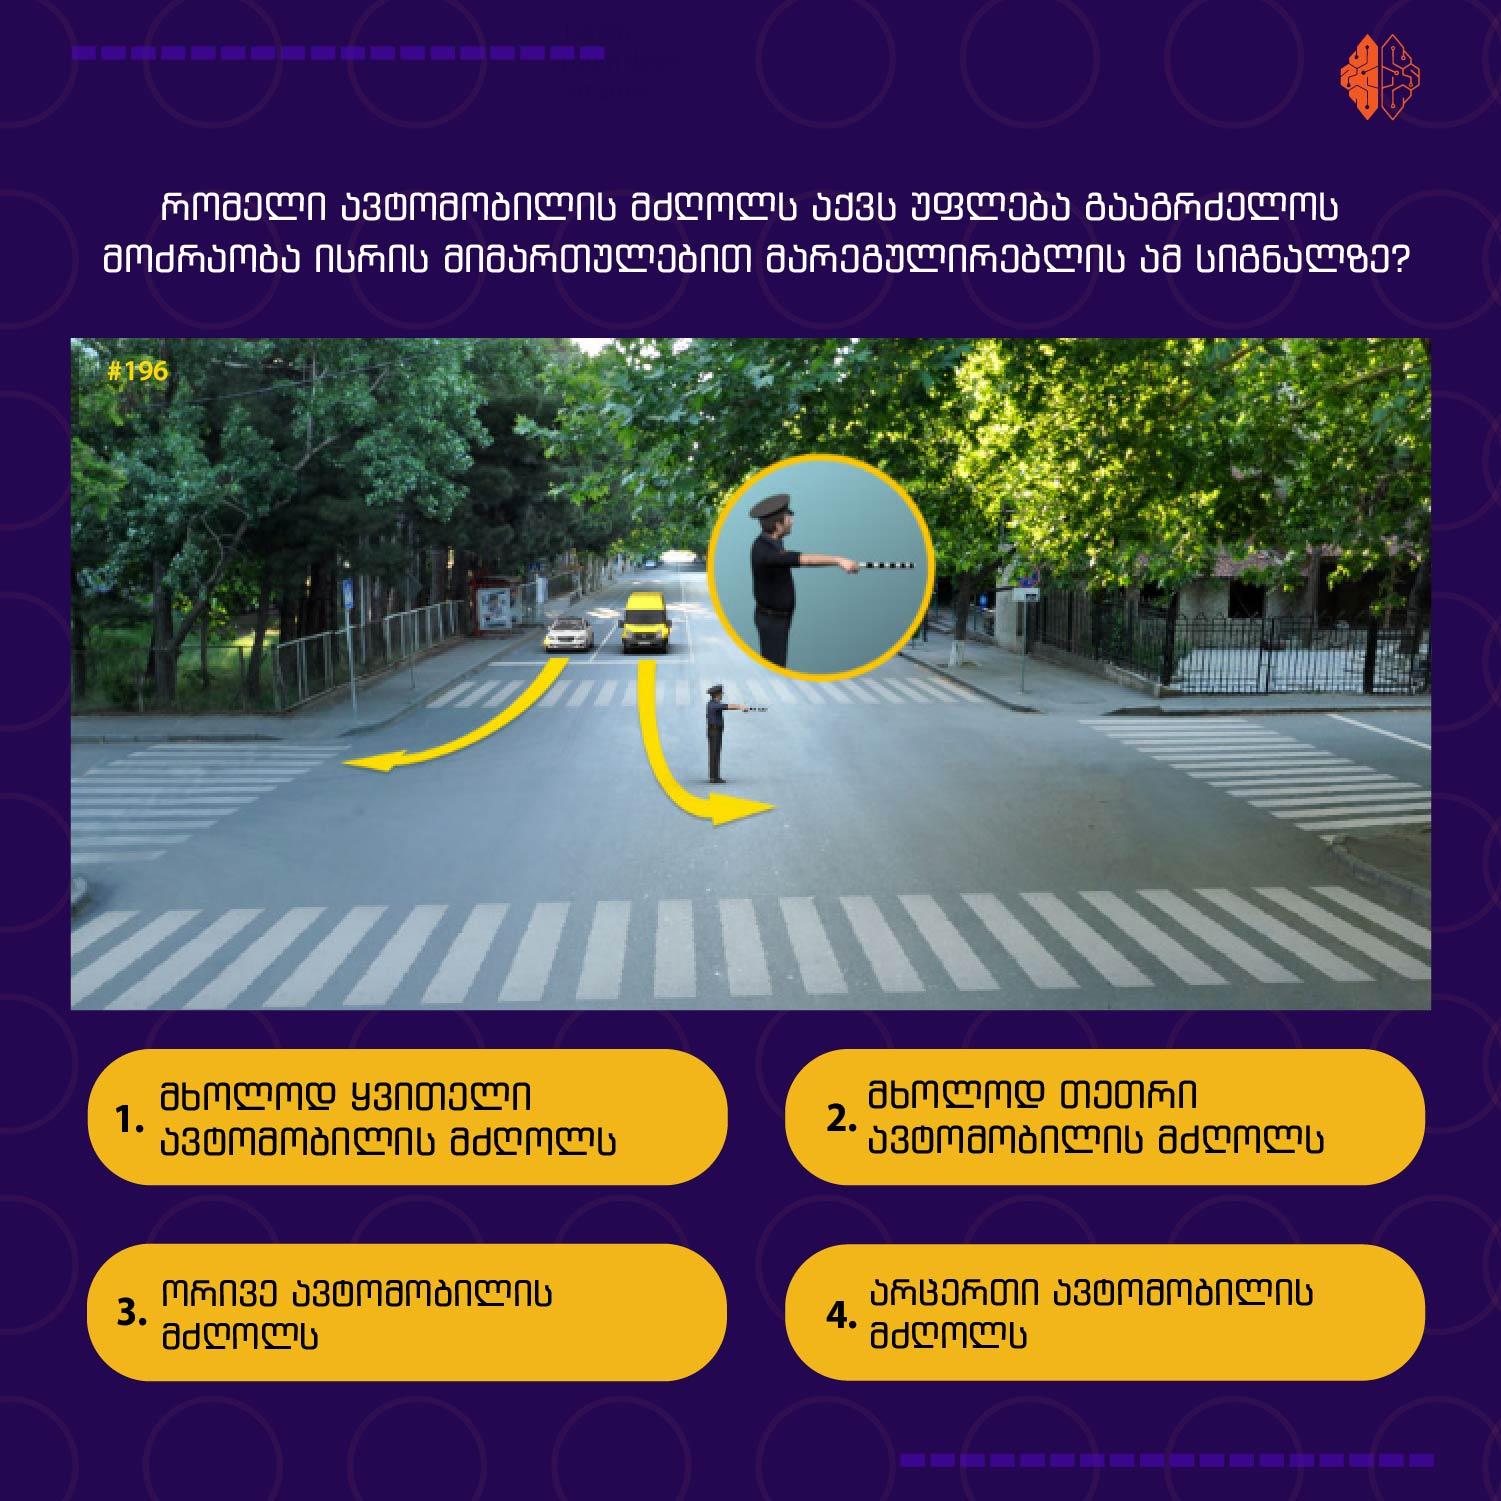 რომელი ავტომობილის მძღოლს აქვს უფლება გააგრძელოს
მოძრაობა ისრის მიმართულებით მარეგულირებლის ამ სიგნალზე?
#196
1. მხოლოდ ყვითელი
ავტომობილის მძღოლს
2. მხოლოდ თეთრი
ავტომობილის მძღოლს
3. ორივე ავტომობილის
მძღოლს
4. არცერთი ავტომობილის
მძღოლს